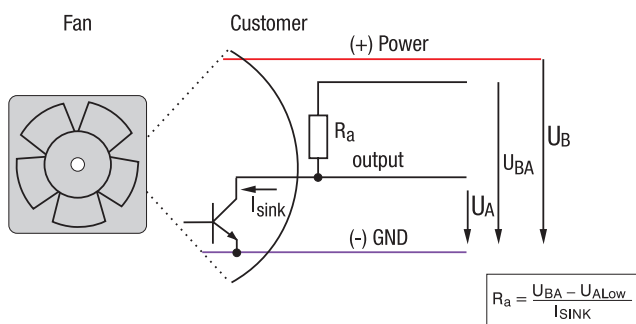 Fan
Customer
(+) Power
Ra
output
Isink
UA
UBA
UB
(-) GND
Ra = UBA – UALow
ISINK